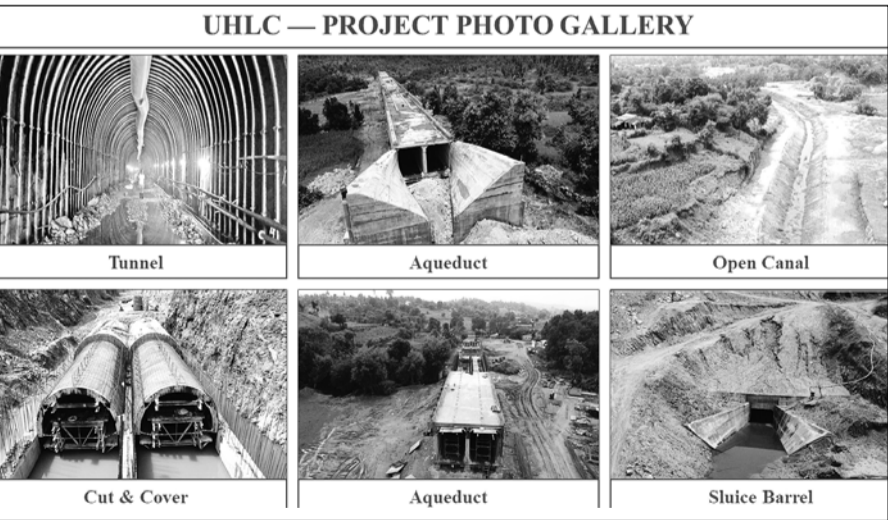 UHLC — PROJECT PHOTO GALLERY
Tunnel
Aqueduct
Open Canal
Cut & Cover
Aqueduct
Sluice Barrel